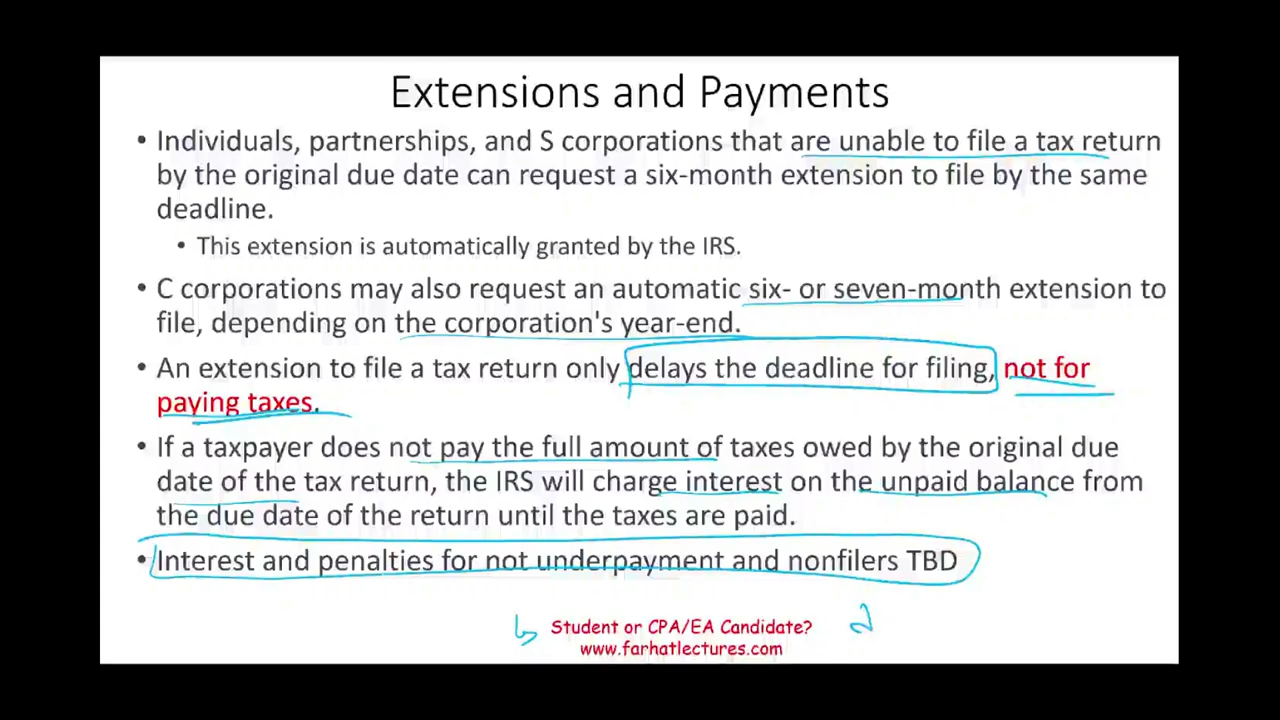 Extensions and Payments
• Individuals, partnerships, and S corporations that are unable to file a tax return
by the original due date can request a six-month extension to file by the same
deadline.
• This extension is automatically granted by the IRS.
• C corporations may also request an automatic six- or seven-month extension to
file, depending on the corporation's year-end.
• An extension to file a tax return only delays the deadline for filing, not for
paying taxes.
• If a taxpayer does not pay the full amount of taxes owed by the original due
date of the tax return, the IRS will charge interest on the unpaid balance from
the due date of the return until the taxes are paid.
• Interest and penalties for not underpayment and nonfilers TBD
Student or CPA/EA Candidate?
www.farhatlectures.com